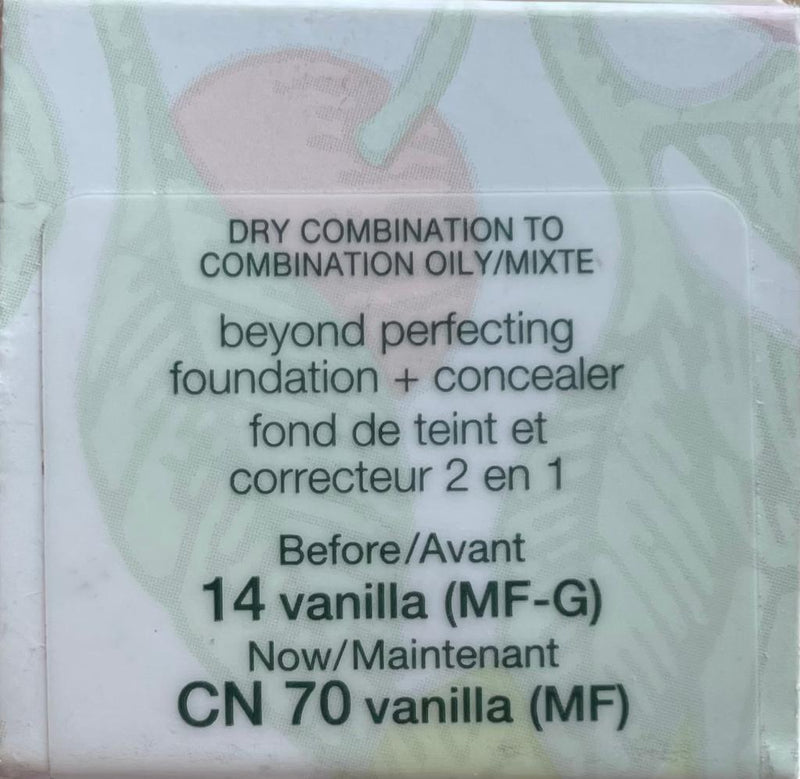 DRY COMBINATION TO
COMBINATION OILY/MIXTE
beyond perfecting
foundation + concealer
fond de teint et
correcteur 2 en 1
Before/Avant
14 vanilla (MF-G)
Now/Maintenant
CN 70 vanilla (MF)